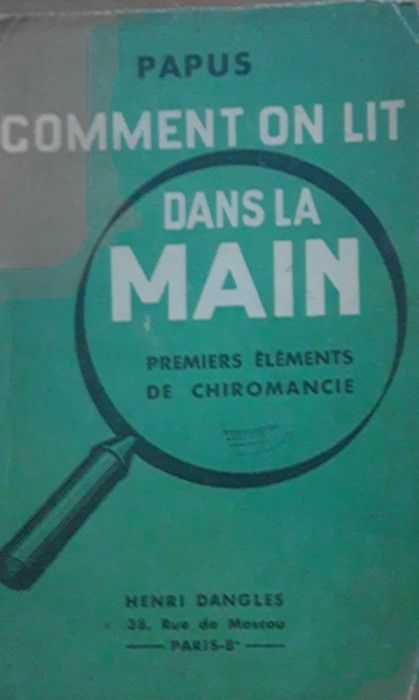 PAPUS
COMMENT ON LIT
DANS LA
MAIN
PREMIERS ÉLÉMENTS
DE CHIROMANCIE
HENRI DANGLES
38, Rue de Moscou
PARIS-8e